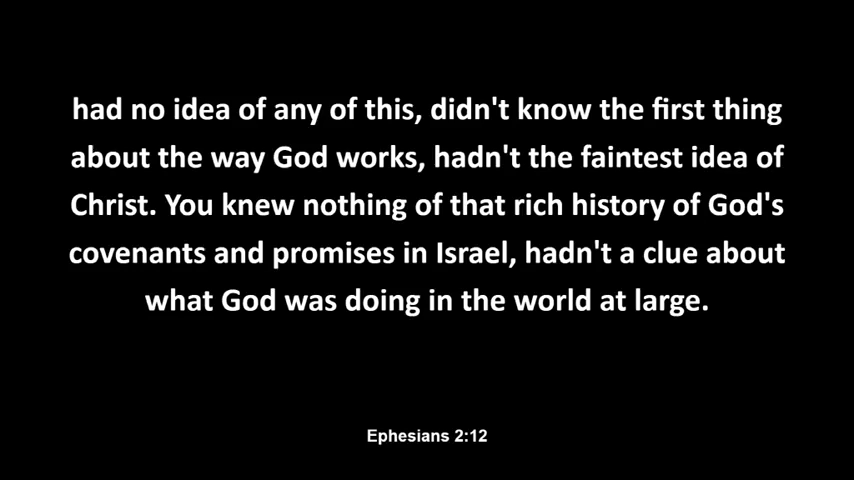 had no idea of any of this, didn't know the first thing
about the way God works, hadn't the faintest idea of
Christ. You knew nothing of that rich history of God's
covenants and promises in Israel, hadn't a clue about
what God was doing in the world at large.
Ephesians 2:12